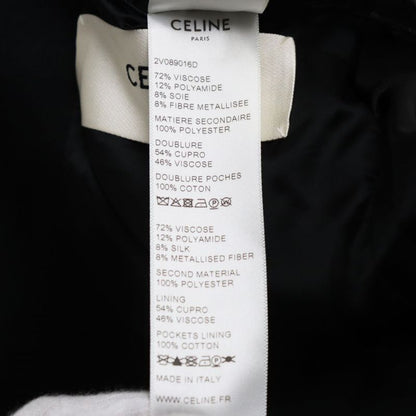 CELINE
PARIS
CE
2V089016D
72% VISCOSE
12% POLYAMIDE
8% SOIE
8% FIBRE METALLISEE
MATIERE SECONDAIRE
100% POLYESTER
DOUBLURE
54% CUPRO
46% VISCOSE
DOUBLURE POCHES
100% COTON
72% VISCOSE
12% POLYAMIDE
8% SILK
8% METALLISED FIBER
SECOND MATERIAL
100% POLYESTER
LINING
54% CUPRO
46% VISCOSE
POCKETS LINING
100% COTTON
MADE IN ITALY
WWW.CELINE.FR